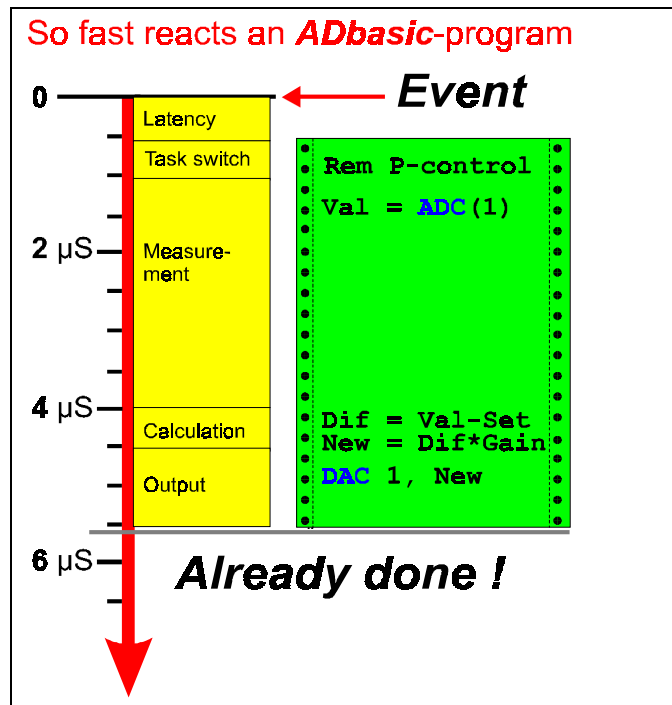 So fast reacts an ADbasic-program
0
Event
Latency
Task switch
Rem P-control
Val = ADC(1)
2 µS
Measure-
ment
4 µS
Dif = Val-Set
Calculation
New = Dif*Gain
Output
DAC 1, New
6 µS
Already done !